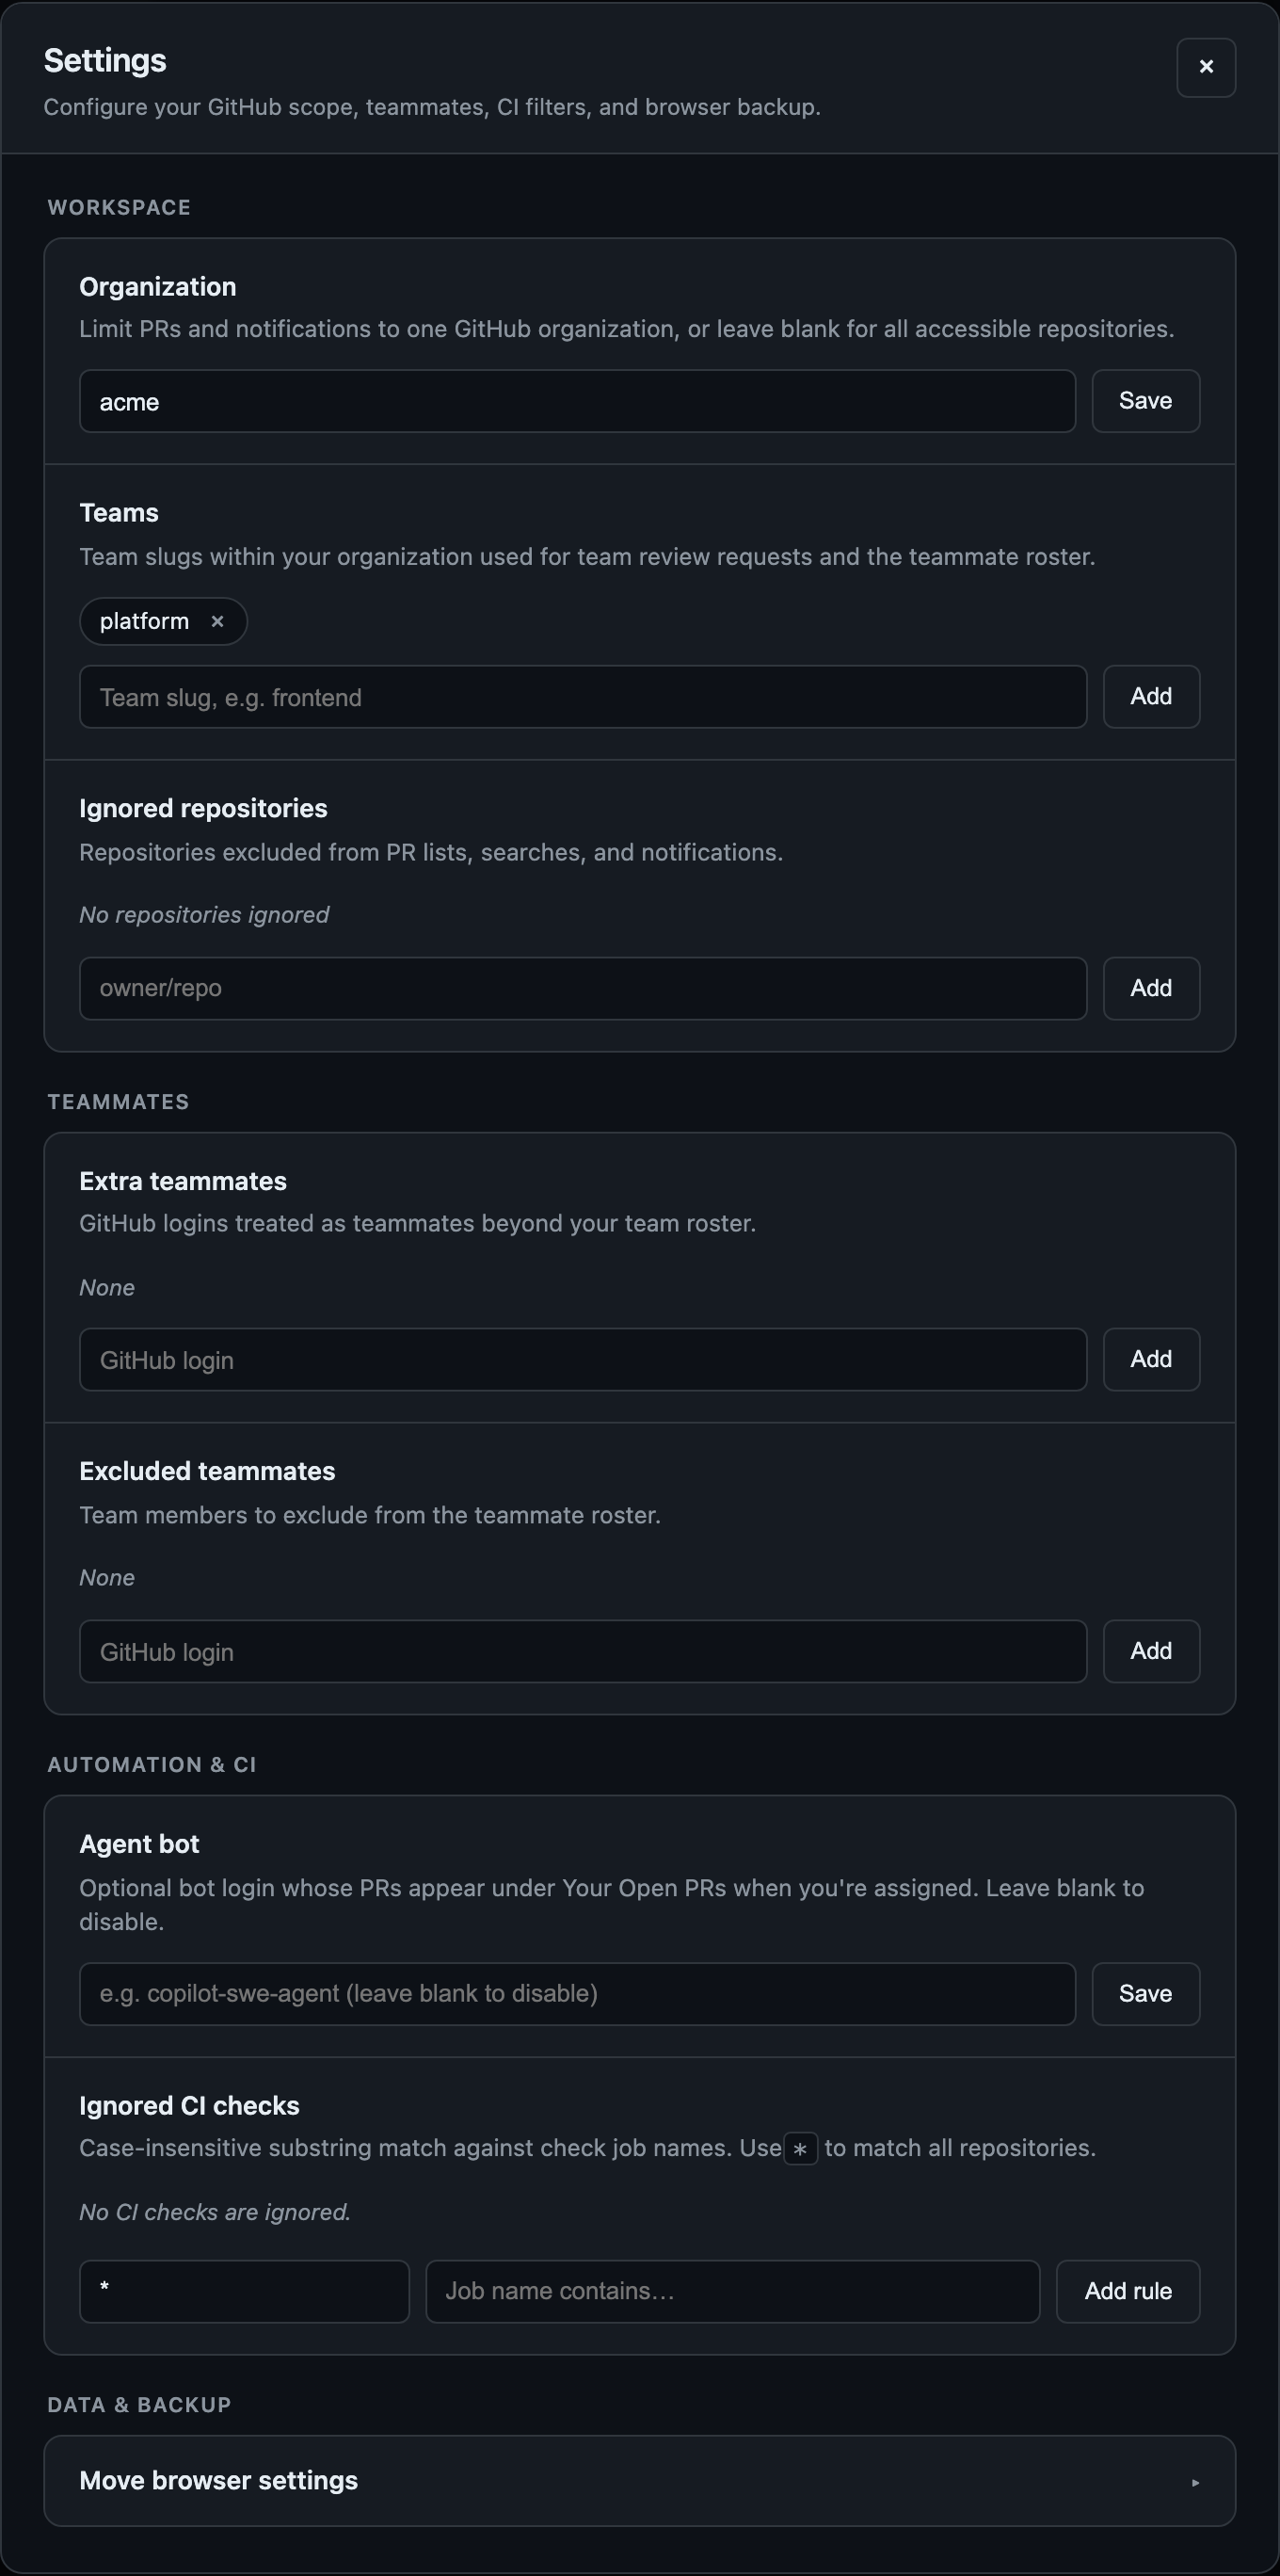 Settings
×
Configure your GitHub scope, teammates, CI filters, and browser backup.
WORKSPACE
Organization
Limit PRs and notifications to one GitHub organization, or leave blank for all accessible repositories.
acme
Save
Teams
Team slugs within your organization used for team review requests and the teammate roster.
platform ×
Team slug, e.g. frontend
Add
Ignored repositories
Repositories excluded from PR lists, searches, and notifications.
No repositories ignored
owner/repo
Add
TEAMMATES
Extra teammates
GitHub logins treated as teammates beyond your team roster.
None
GitHub login
Add
Excluded teammates
Team members to exclude from the teammate roster.
None
GitHub login
Add
AUTOMATION & CI
Agent bot
Optional bot login whose PRs appear under Your Open PRs when you're assigned. Leave blank to
disable.
e.g. copilot-swe-agent (leave blank to disable)
Save
Ignored CI checks
Case-insensitive substring match against check job names. Use * to match all repositories.
No CI checks are ignored.
*
Job name contains…
Add rule
DATA & BACKUP
Move browser settings